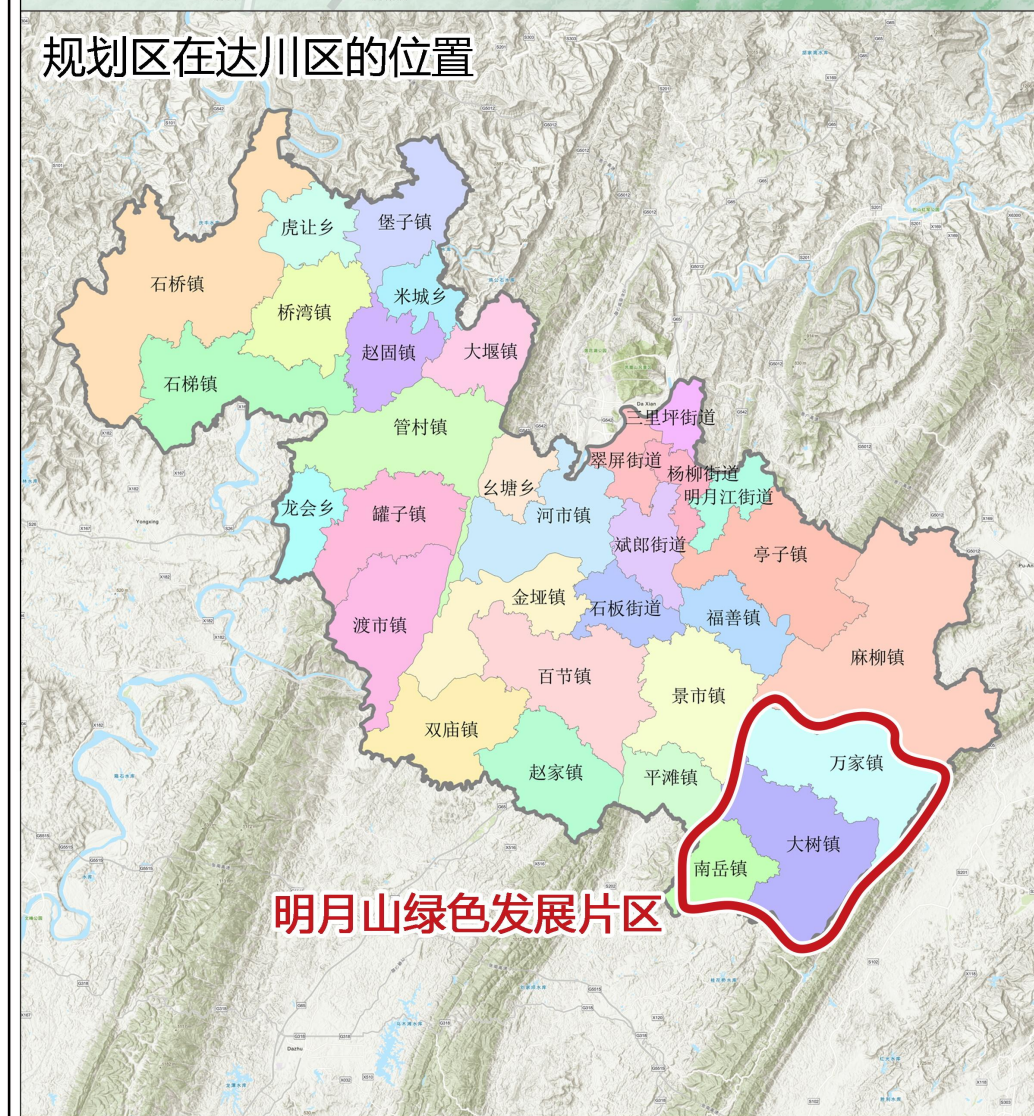 规划区在达川区的位置
堡子镇
虎让乡
石桥镇
米城乡
桥湾镇
赵固镇
大堰镇
石梯镇
Da Xian
三里坪街道
管村镇
翠屏街道
杨柳街道
幺塘乡
明月江街道
龙会乡
罐子镇
河市镇
Yongxing
斌郎街道
亭子镇
金垭镇
石板街道
福善镇
渡市镇
麻柳镇
百节镇
景市镇
双庙镇
万家镇
赵家镇
平滩镇
大树镇
南岳镇
明月山绿色发展片区
Dazhu